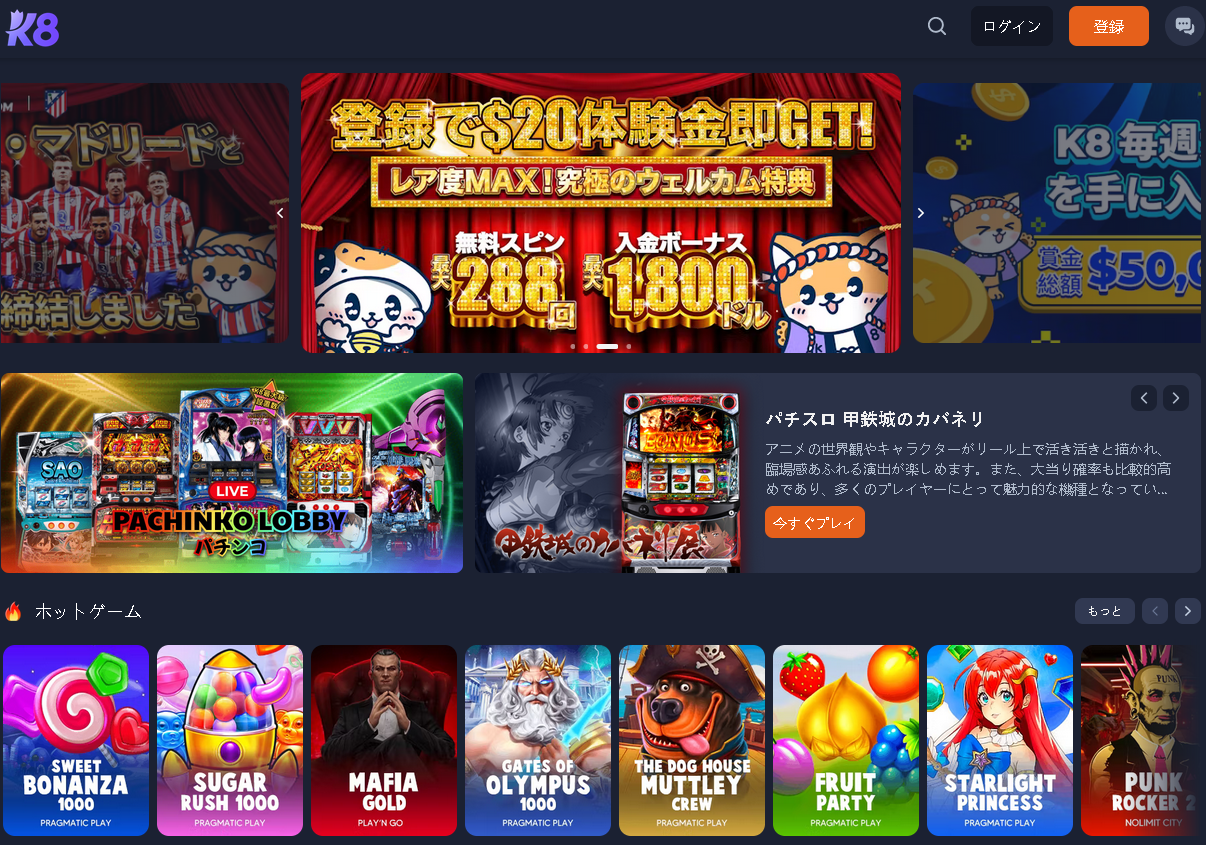 K8
ログイン
登録
・マドリードと
締結しました
登録で$20体験金即GET!
レア度MAX!究極のウェルカム特典
無料スピン
最大288回
入金ボーナス
最大1,800ドル
K8 毎週
を手に入
賞金総額 $50,0
SAO
LIVE
PACHINKO LOBBY
パチンコ
甲鉄城のカバネリ展
BONUS
パチスロ 甲鉄城のカバネリ
アニメの世界観やキャラクターがリール上で活き活きと描かれ、
臨場感あふれる演出が楽しめます。また、大当り確率も比較的高
めであり、多くのプレイヤーにとって魅力的な機種となってい...
今すぐプレイ
ホットゲーム
もっと
SWEET
BONANZA
1000
PRAGMATIC PLAY
SUGAR
RUSH 1000
PRAGMATIC PLAY
MAFIA
GOLD
PLAY'N GO
GATES OF
OLYMPUS
1000
PRAGMATIC PLAY
THE DOG HOUSE
MUTTLEY
CREW
PRAGMATIC PLAY
FRUIT
PARTY
PRAGMATIC PLAY
STARLIGHT
PRINCESS
PRAGMATIC PLAY
PUNK
PUNK
ROCKER 2
NOLIMIT CITY